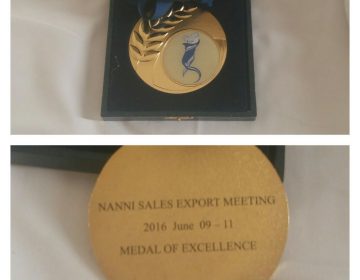 NANNI SALES EXPORT MEETING
2016 June 09 – 11
MEDAL OF EXCELLENCE